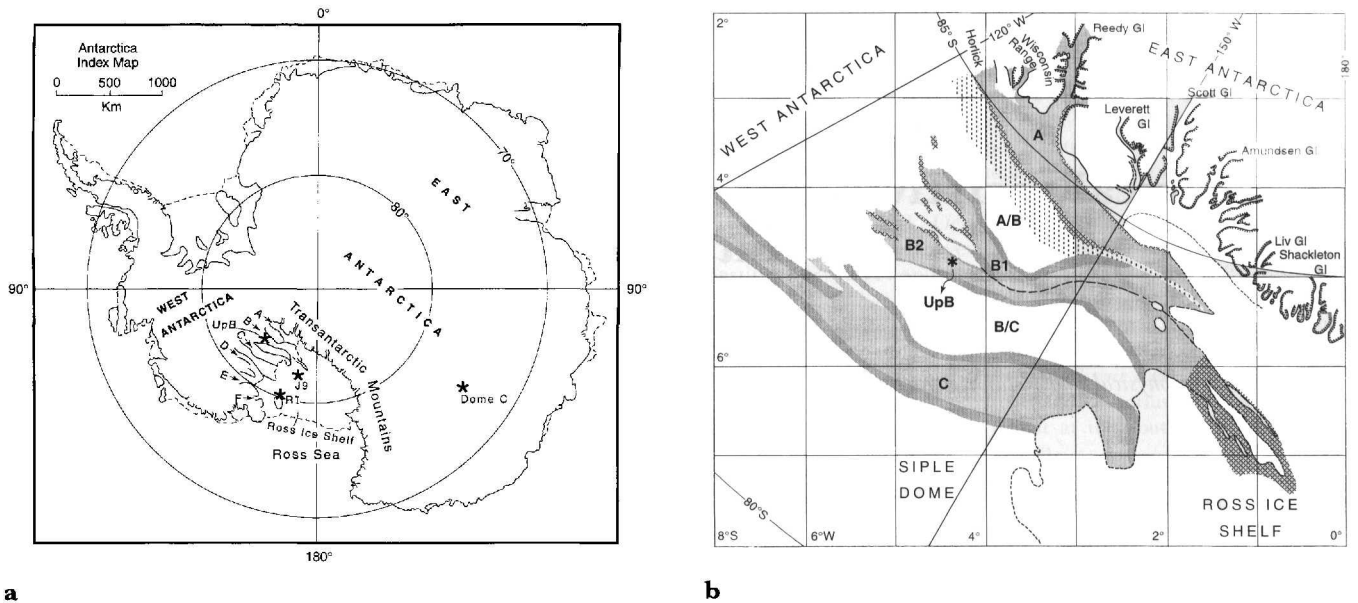 0°
Antarctica
Index Map
0 500 1000
Km
70°
80°
EAST
ANTARCTICA
90°
90°
WEST
ANTARCTICA
UpB
A
B
C
D
E
F
J9
R1
Transantarctic Mountains
Dome C
Ross Ice Shelf
Ross Sea
180°
a
2°
85° S
120° W
150° W
180°
Horlick
Wisconsin
Range
Reedy Gl
EAST ANTARCTICA
WEST ANTARCTICA
Leverett
Gl
Scott Gl
Amundsen Gl
A
4°
A/B
B2
B1
UpB
Liv Gl
Shackleton
Gl
B/C
6°
C
SIPLE
DOME
ROSS ICE
SHELF
80°S
8°S
6°W
4°
2°
0°
b